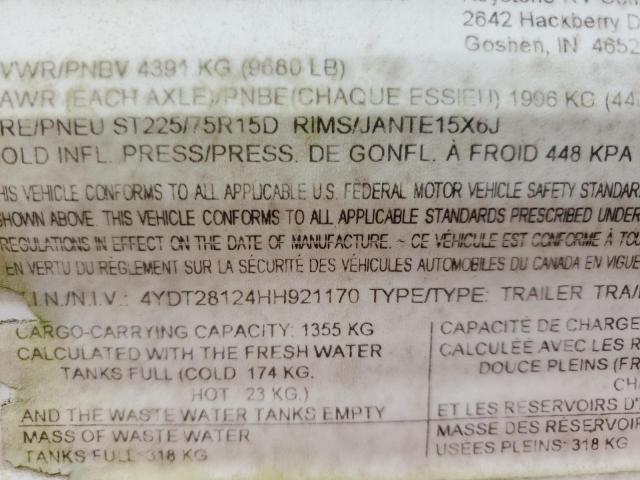 2642 Hackberry D
Goshen, IN 4652
VWR/PNBV 4391 KG (9680 LB)
AWR (EACH AXLE)/PNBE(CHAQUE ESSIEU) 1996 KG (44
RE/PNEU ST225/75R15D RIMS/JANTE15X6J
OLD INFL. PRESS/PRESS. DE GONFL. À FROID 448 KPA
HIS VEHICLE CONFORMS TO ALL APPLICABLE U.S. FEDERAL MOTOR VEHICLE SAFETY STANDAR
SHOWN ABOVE. THIS VEHICLE CONFORMS TO ALL APPLICABLE STANDARDS PRESCRIBED UNDER
REGULATIONS IN EFFECT ON THE DATE OF MANUFACTURE. ~ CE VÉHICULE EST CONFORME À TOU
EN VERTU DU RÈGLEMENT SUR LA SÉCURITÉ DES VÉHICULES AUTOMOBILES DU CANADA EN VIGUE
.I.N./N.I.V.: 4YDT28124HH921170 TYPE/TYPE: TRAILER TRAI
CARGO-CARRYING CAPACITY: 1355 KG
CALCULATED WITH THE FRESH WATER
TANKS FULL (COLD 174 KG.
HOT 23 KG.)
AND THE WASTE WATER TANKS EMPTY
MASS OF WASTE WATER
TANKS FULL: 318 KG
CAPACITÉ DE CHARGE
CALCULÉE AVEC LES R
DOUCE PLEINS (FR
CHA
ET LES RÉSERVOIRS D'
MASSE DES RÉSERVOI
USÉES PLEINS: 318 KG